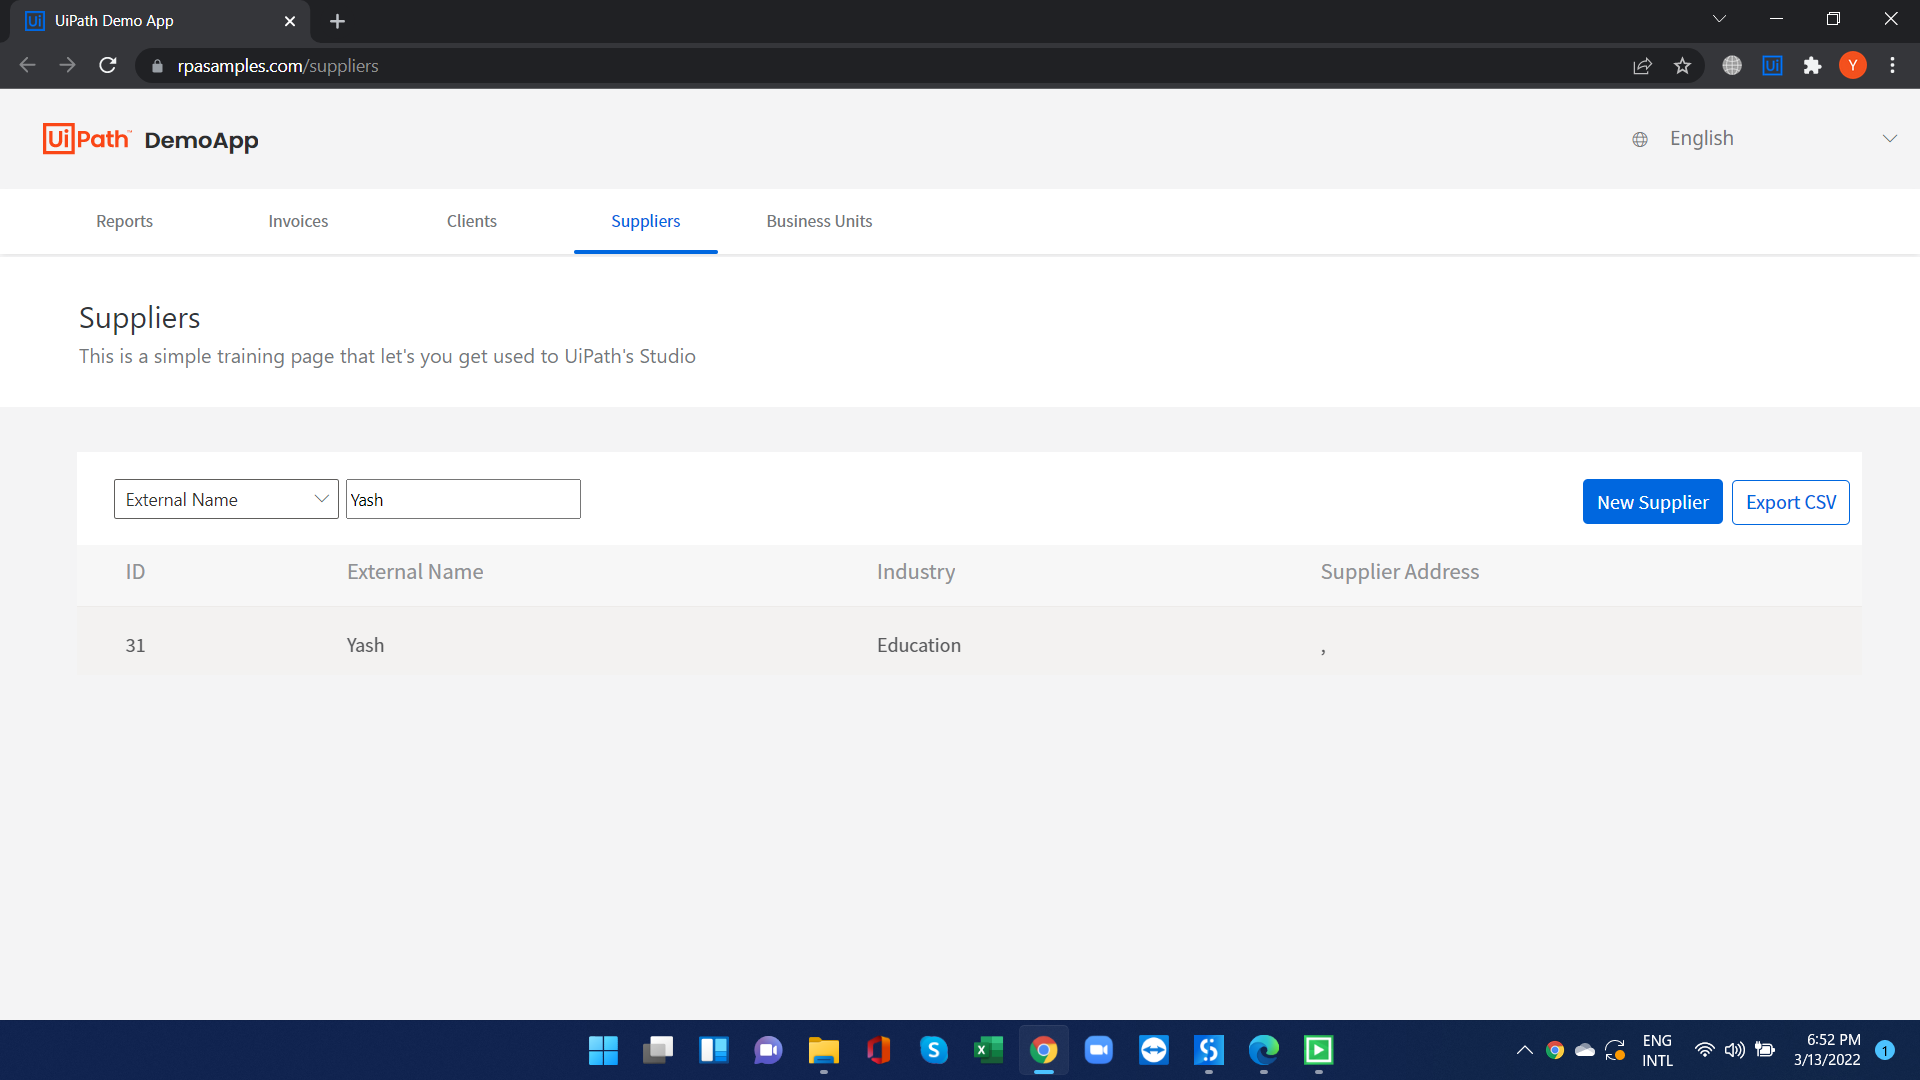 UiPath Demo App
rpasamples.com/suppliers
Y
UiPath™ DemoApp
English
Reports Invoices Clients Suppliers Business Units
Suppliers
This is a simple training page that let's you get used to UiPath's Studio
External Name Yash New Supplier Export CSV
ID External Name Industry Supplier Address
31 Yash Education ,
ENG
INTL
6:52 PM
3/13/2022
1